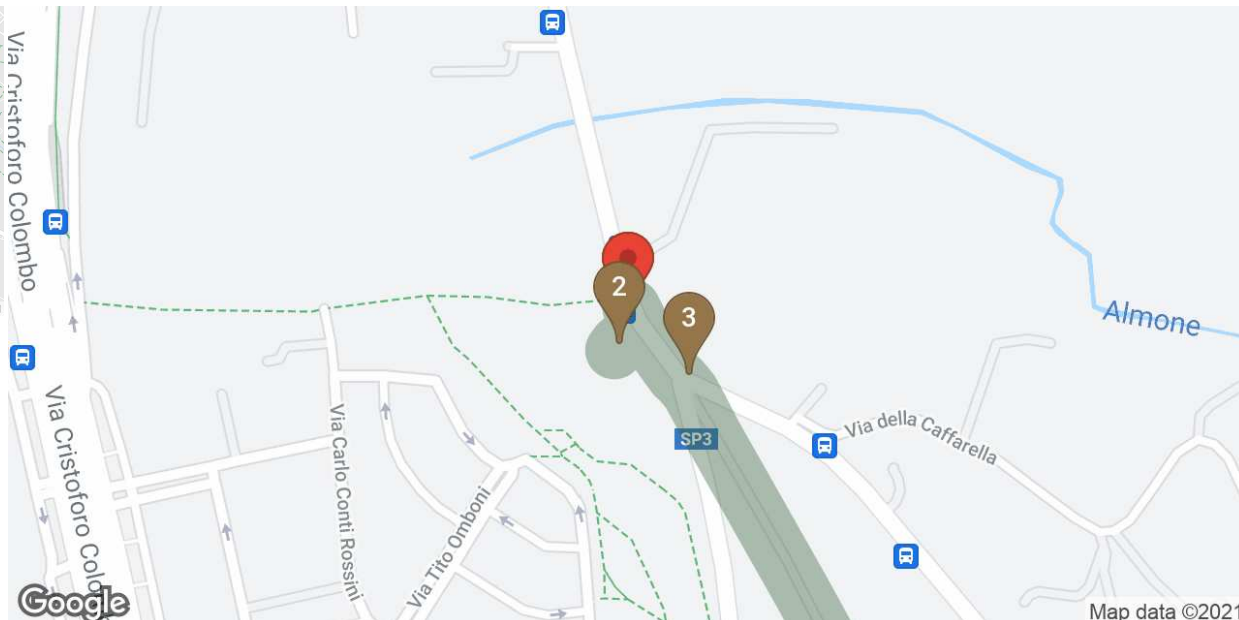 Via Cristoforo Colombo
2
3
Almone
SP3
Via della Caffarella
Via Cristoforo Colombo
Via Carlo Conti Rossini
Via Tito Omboni
Google
Map data ©2021